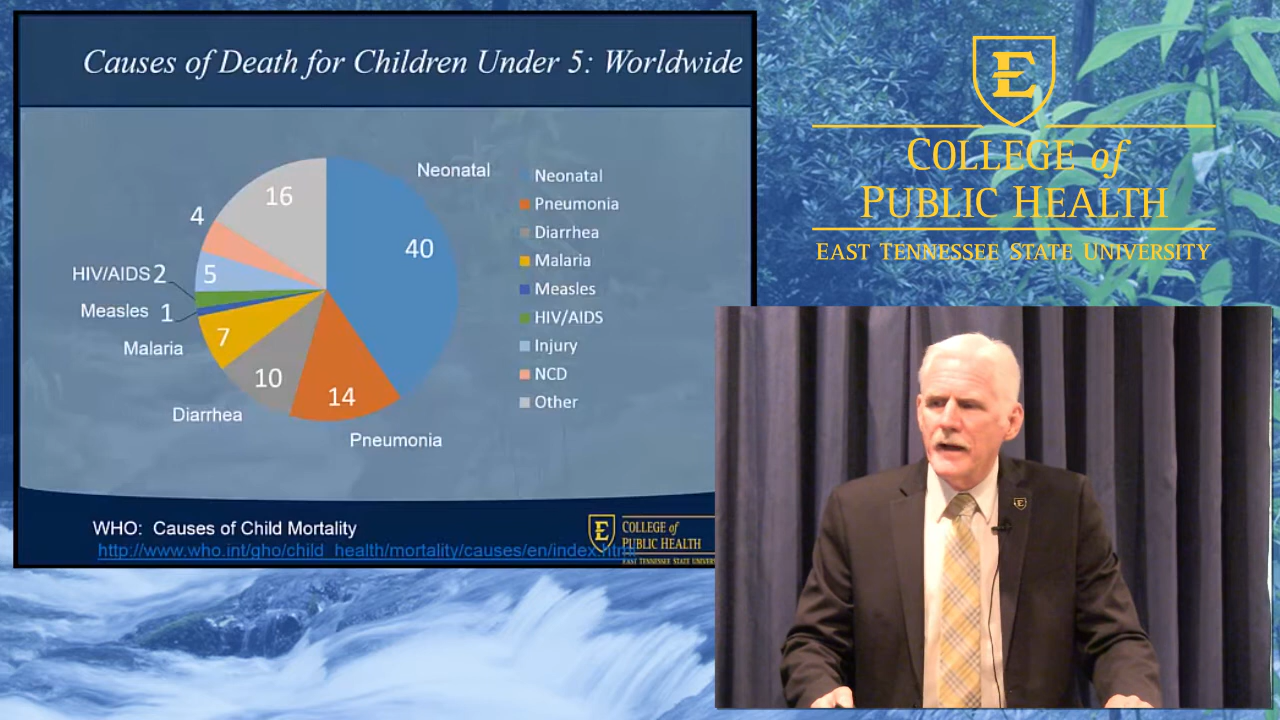 Causes of Death for Children Under 5: Worldwide
Neonatal
40
14
Pneumonia
10
Diarrhea
7
Malaria
Measles 1
HIV/AIDS 2
5
4
16
Neonatal
Pneumonia
Diarrhea
Malaria
Measles
HIV/AIDS
Injury
NCD
Other
WHO: Causes of Child Mortality
http://www.who.int/gho/child_health/mortality/causes/en/index.html
E
COLLEGE of
PUBLIC HEALTH
E
COLLEGE of
PUBLIC HEALTH
EAST TENNESSEE STATE UNIVERSITY